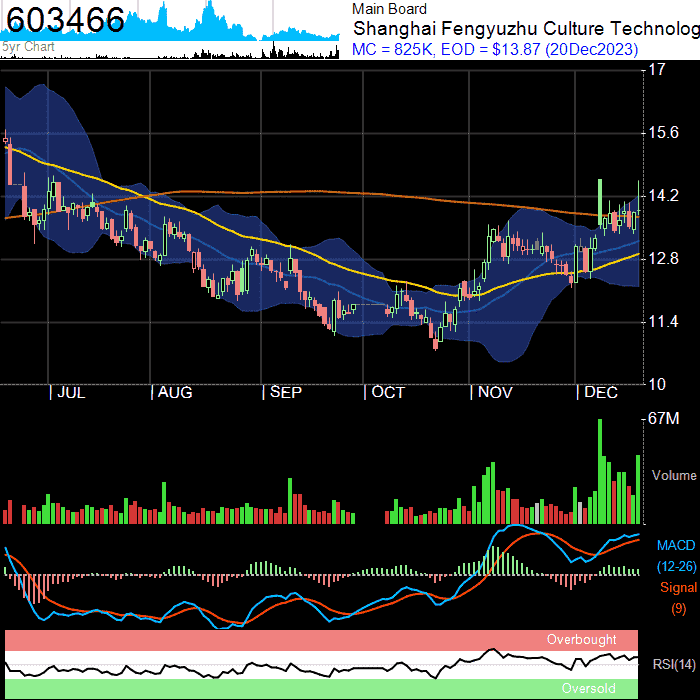 603466
5yr Chart
Main Board
Shanghai Fengyuzhu Culture Technolog
MC = 825K, EOD = $13.87 (20Dec2023)
17
15.6
14.2
12.8
11.4
10
JUL AUG SEP OCT NOV DEC
67M
Volume
MACD
(12-26)
Signal
(9)
Overbought
RSI(14)
Oversold